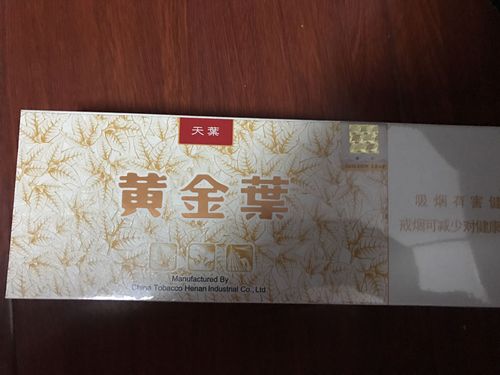 天葉
黄金葉
Manufactured By
China Tobacco Henan Industrial Co., Ltd
吸烟有害健
戒烟可减少对健康